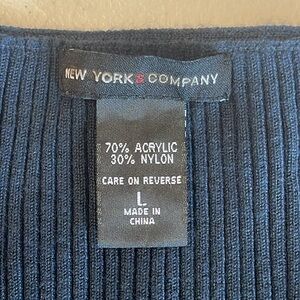 NEW YORK & COMPANY
70% ACRYLIC
30% NYLON
CARE ON REVERSE
L
MADE IN
CHINA